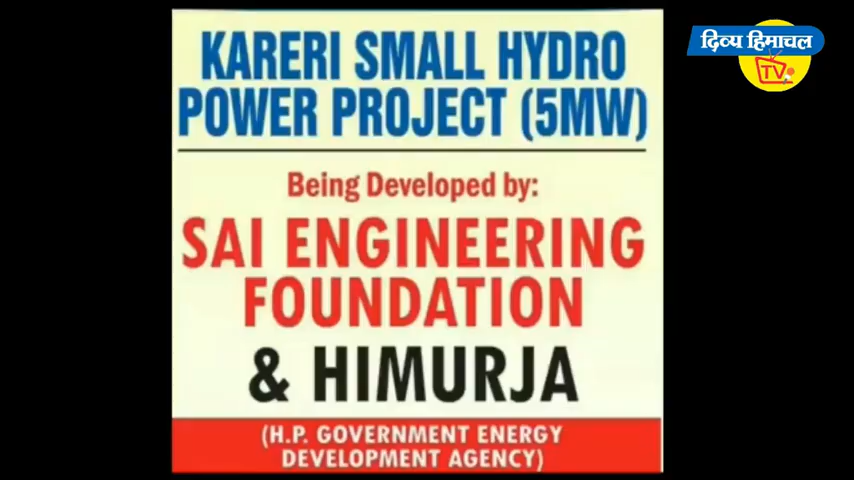 दिव्य हिमाचल
TV
KARERI SMALL HYDRO
POWER PROJECT (5MW)
Being Developed by:
SAI ENGINEERING
FOUNDATION
& HIMURJA
(H.P. GOVERNMENT ENERGY
DEVELOPMENT AGENCY)